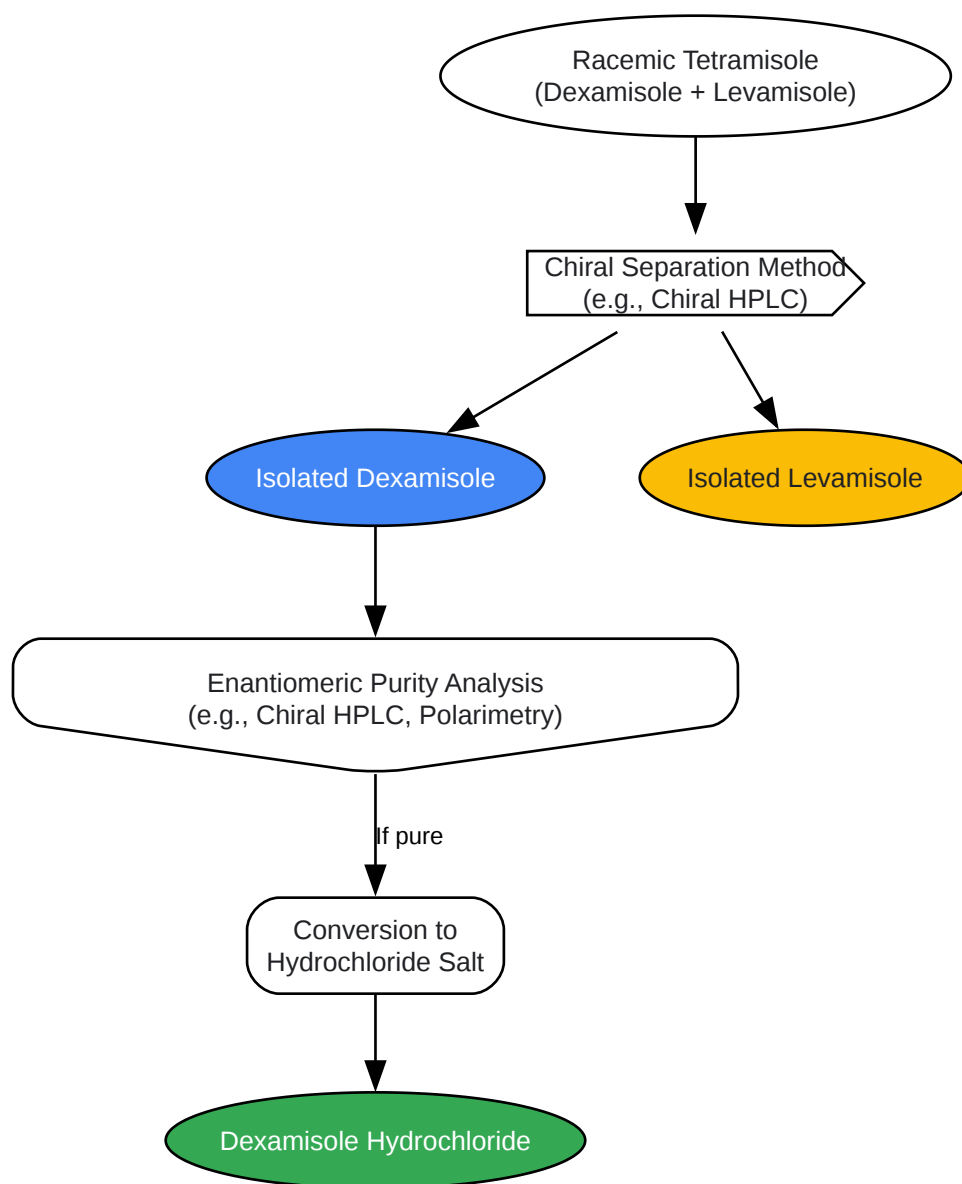 Racemic Tetramisole
(Dexamisole + Levamisole)
Chiral Separation Method
(e.g., Chiral HPLC)
Isolated Dexamisole
Isolated Levamisole
Enantiomeric Purity Analysis
(e.g., Chiral HPLC, Polarimetry)
If pure
Conversion to
Hydrochloride Salt
Dexamisole Hydrochloride